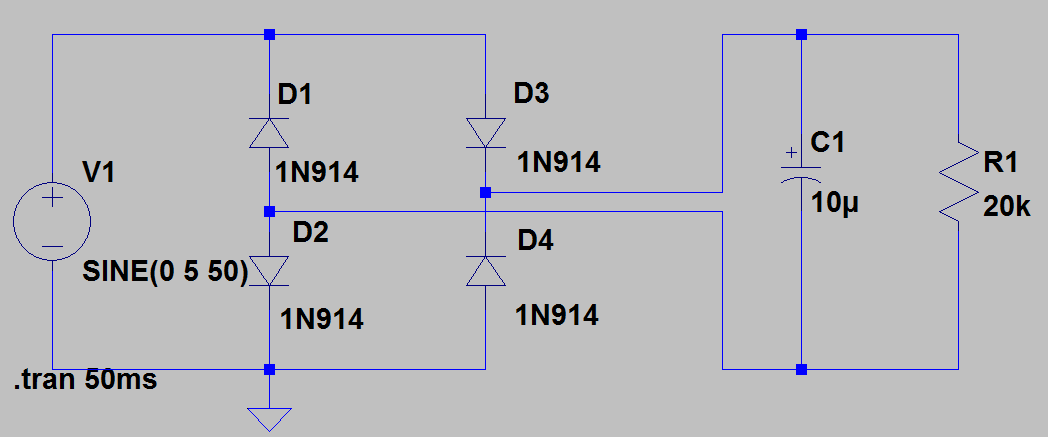 D1
D3
1N914
1N914
V1
C1
+
R1
10µ
20k
D2
D4
SINE(0 5 50)
1N914
1N914
.tran 50ms